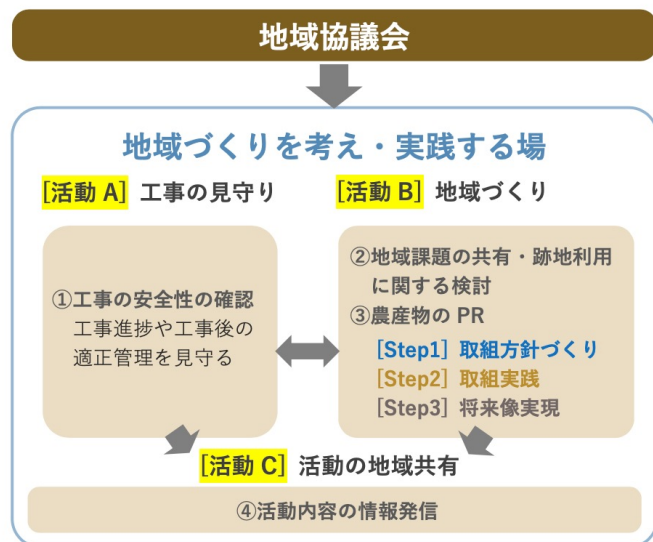 地域協議会
地域づくりを考え・実践する場
[活動 A] 工事の見守り
①工事の安全性の確認
工事進捗や工事後の
適正管理を見守る
[活動 B] 地域づくり
②地域課題の共有・跡地利用
に関する検討
③農産物の PR
[Step1] 取組方針づくり
[Step2] 取組実践
[Step3] 将来像実現
[活動 C] 活動の地域共有
④活動内容の情報発信